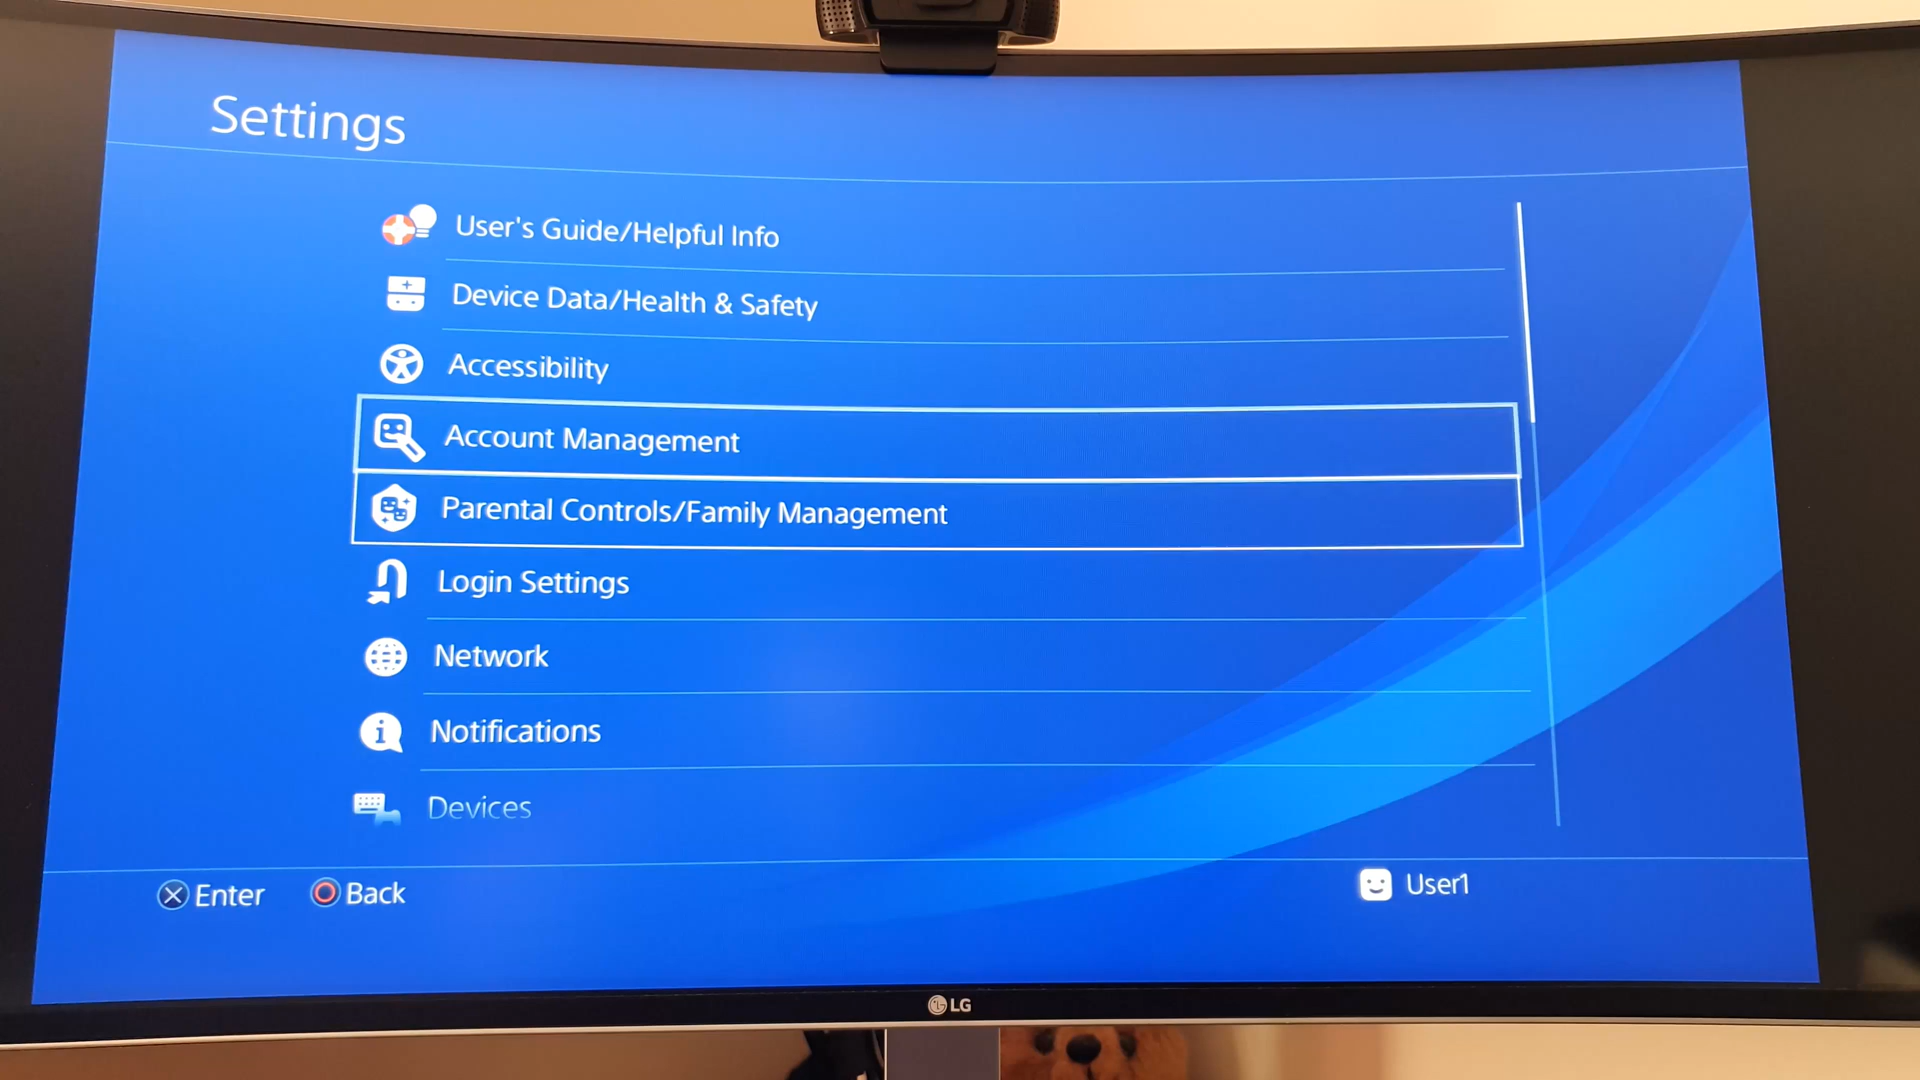 Settings
User's Guide/Helpful Info
Device Data/Health & Safety
Accessibility
Account Management
Parental Controls/Family Management
Login Settings
Network
Notifications
Devices
Enter Back
User1
LG